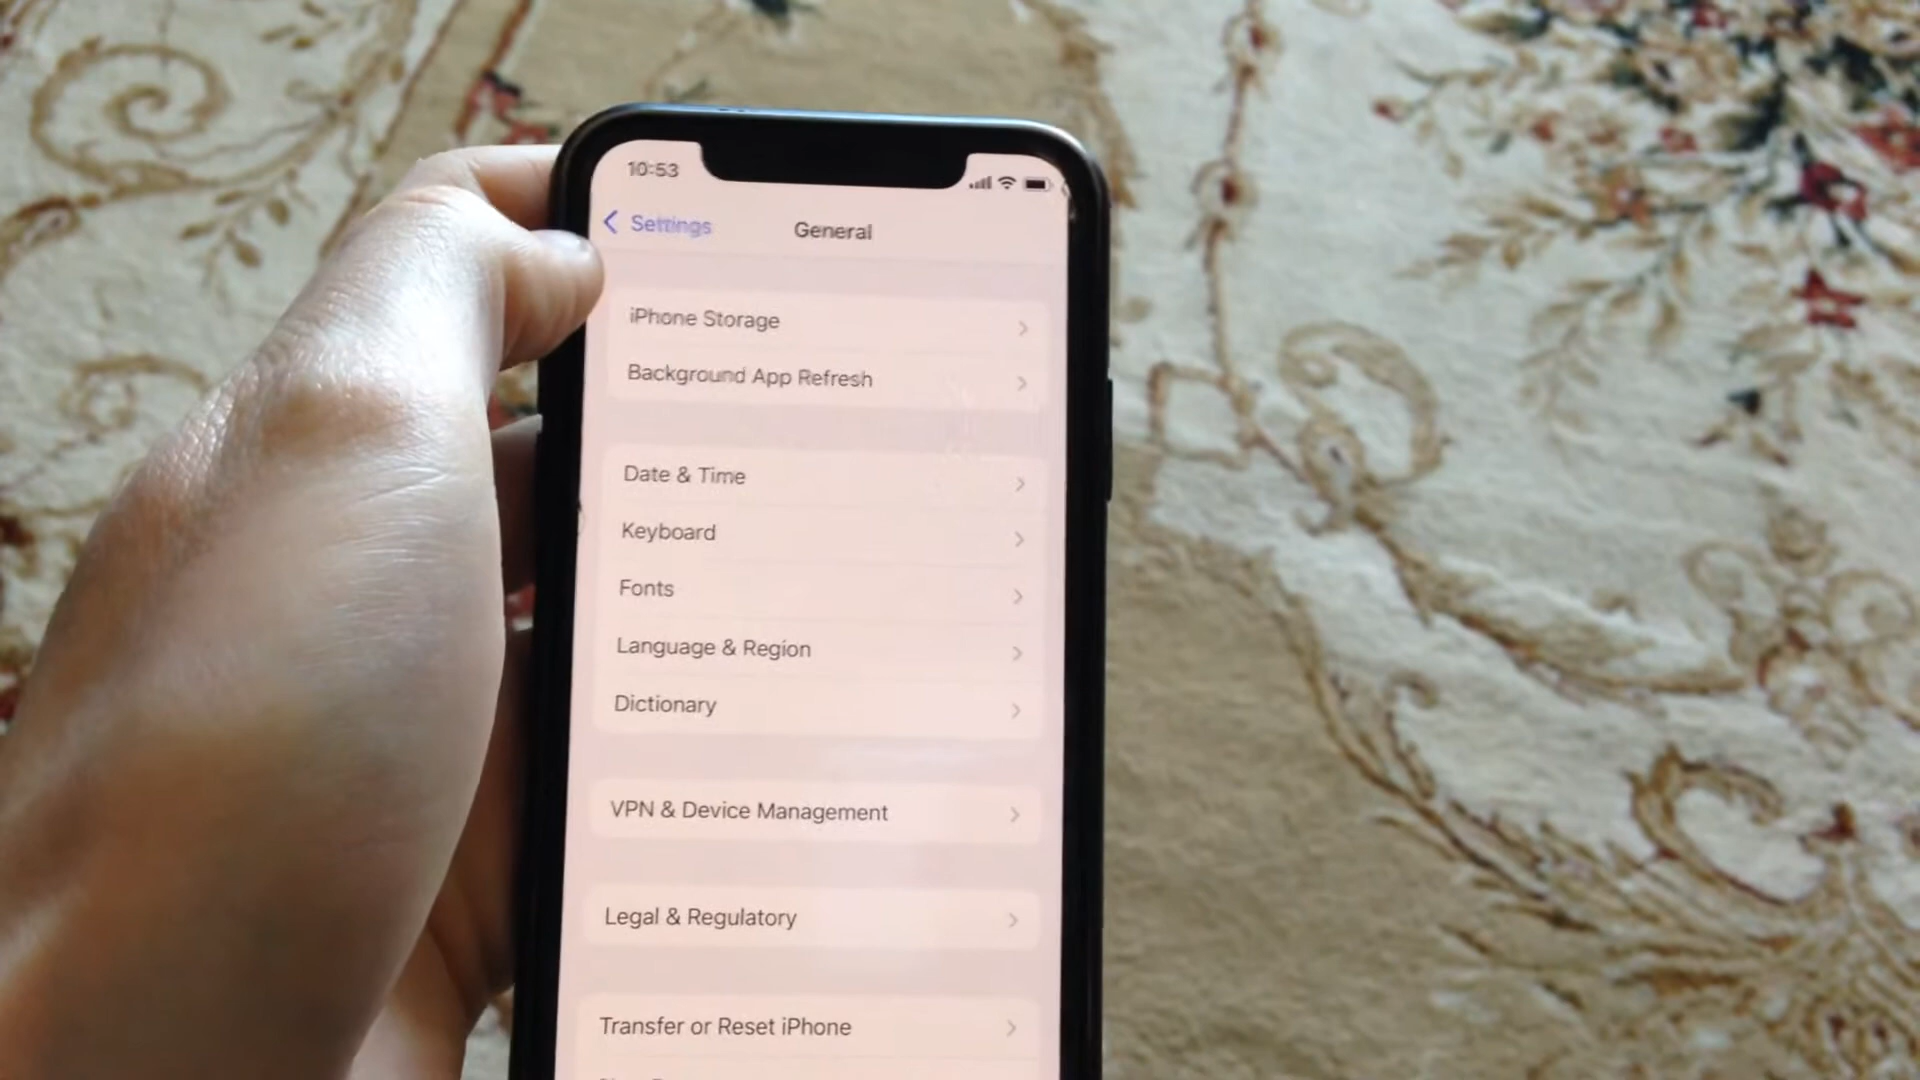 10:53
Settings
General
iPhone Storage
Background App Refresh
Date & Time
Keyboard
Fonts
Language & Region
Dictionary
VPN & Device Management
Legal & Regulatory
Transfer or Reset iPhone